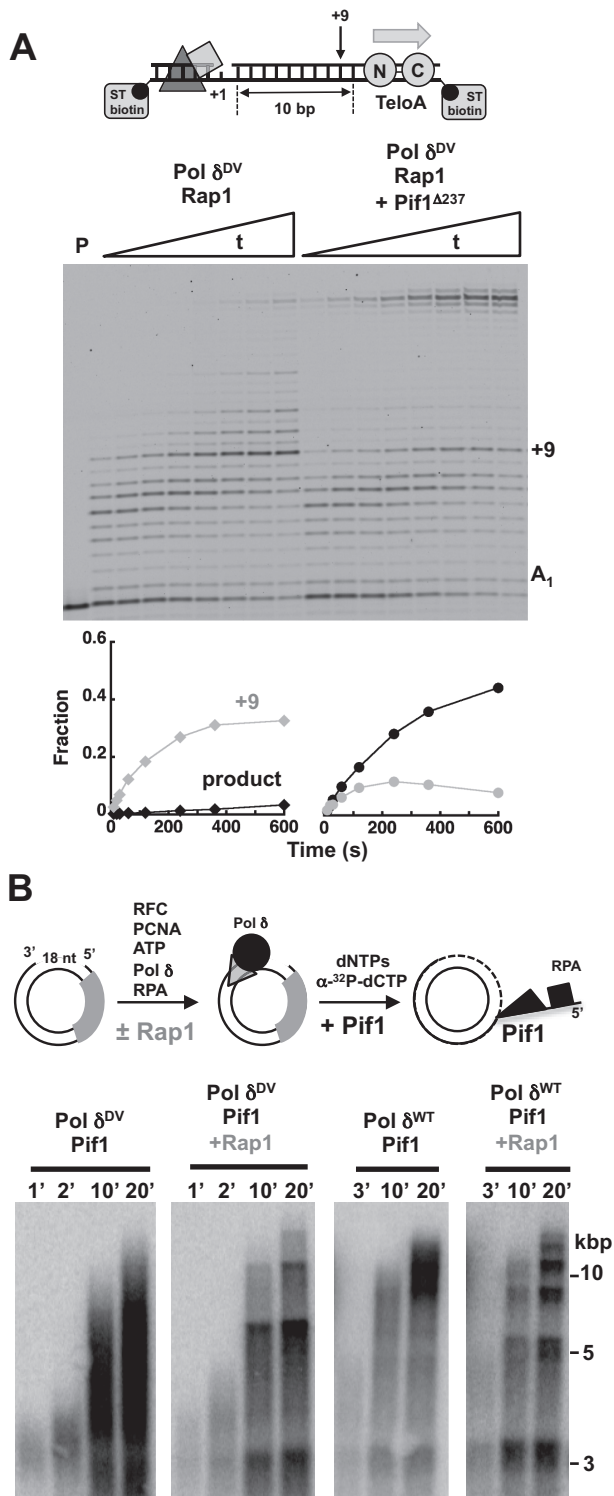 A
+9
ST
biotin
+1
10 bp
N
C
TeloA
ST
biotin
Pol δDV
Rap1
Pol δDV
Rap1
+ Pif1Δ237
P
t
t
+9
A1
0.6
0.4
0.2
0
Fraction
+9
product
0 200 400 600
0 200 400 600
Time (s)
B
3’ 18 nt 5’
RFC
PCNA
ATP
Pol δ
RPA
± Rap1
Pol δ
dNTPs
α-32P-dCTP
+ Pif1
RPA
5’
Pif1
Pol δDV
Pif1
Pol δDV
Pif1
+Rap1
Pol δWT
Pif1
Pol δWT
Pif1
+Rap1
1’ 2’ 10’ 20’
1’ 2’ 10’ 20’
3’ 10’ 20’
3’ 10’ 20’
kbp
10
5
3